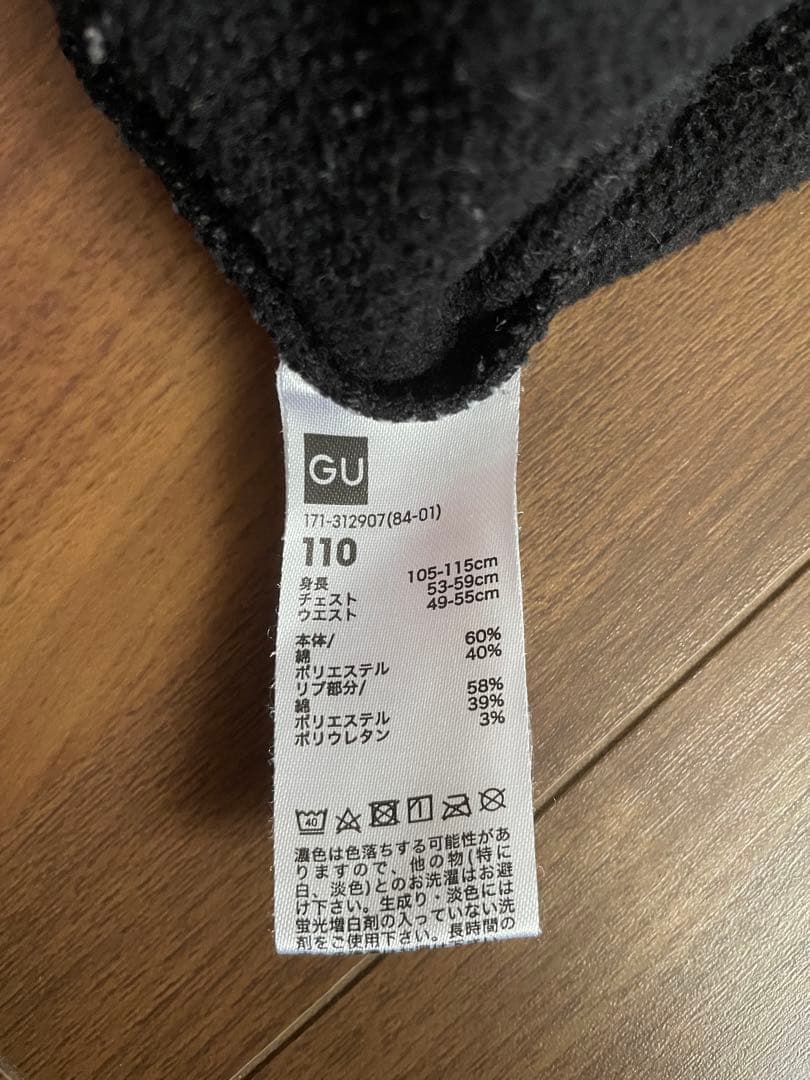 GU
171-312907(84-01)
110
身長 105-115cm
チェスト 53-59cm
ウエスト 49-55cm
本体/
綿 60%
ポリエステル 40%
リブ部分/
綿 58%
ポリエステル 39%
ポリウレタン 3%
40
濃色は色落ちする可能性があ
りますので、他の物(特に
白、淡色)とのお洗濯はお避
け下さい。生成り・淡色には
蛍光増白剤の入っていない洗
剤をご使用下さい。長時間の